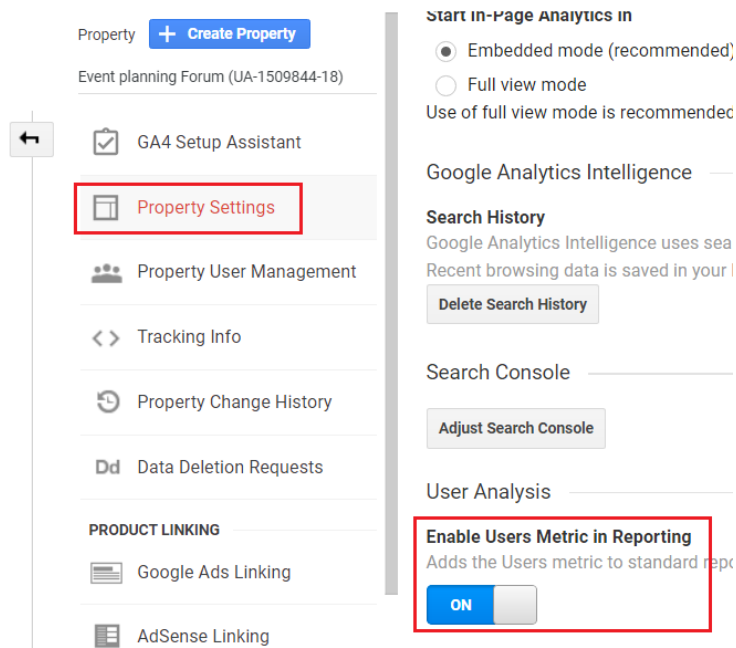 Property
+ Create Property
Event planning Forum (UA-1509844-18)
GA4 Setup Assistant
Property Settings
Property User Management
< > Tracking Info
Property Change History
Dd Data Deletion Requests
PRODUCT LINKING
Google Ads Linking
AdSense Linking
Start In-Page Analytics in
Embedded mode (recommended)
Full view mode
Use of full view mode is recommended
Google Analytics Intelligence
Search History
Google Analytics Intelligence uses sea
Recent browsing data is saved in your
Delete Search History
Search Console
Adjust Search Console
User Analysis
Enable Users Metric in Reporting
Adds the Users metric to standard repo
ON